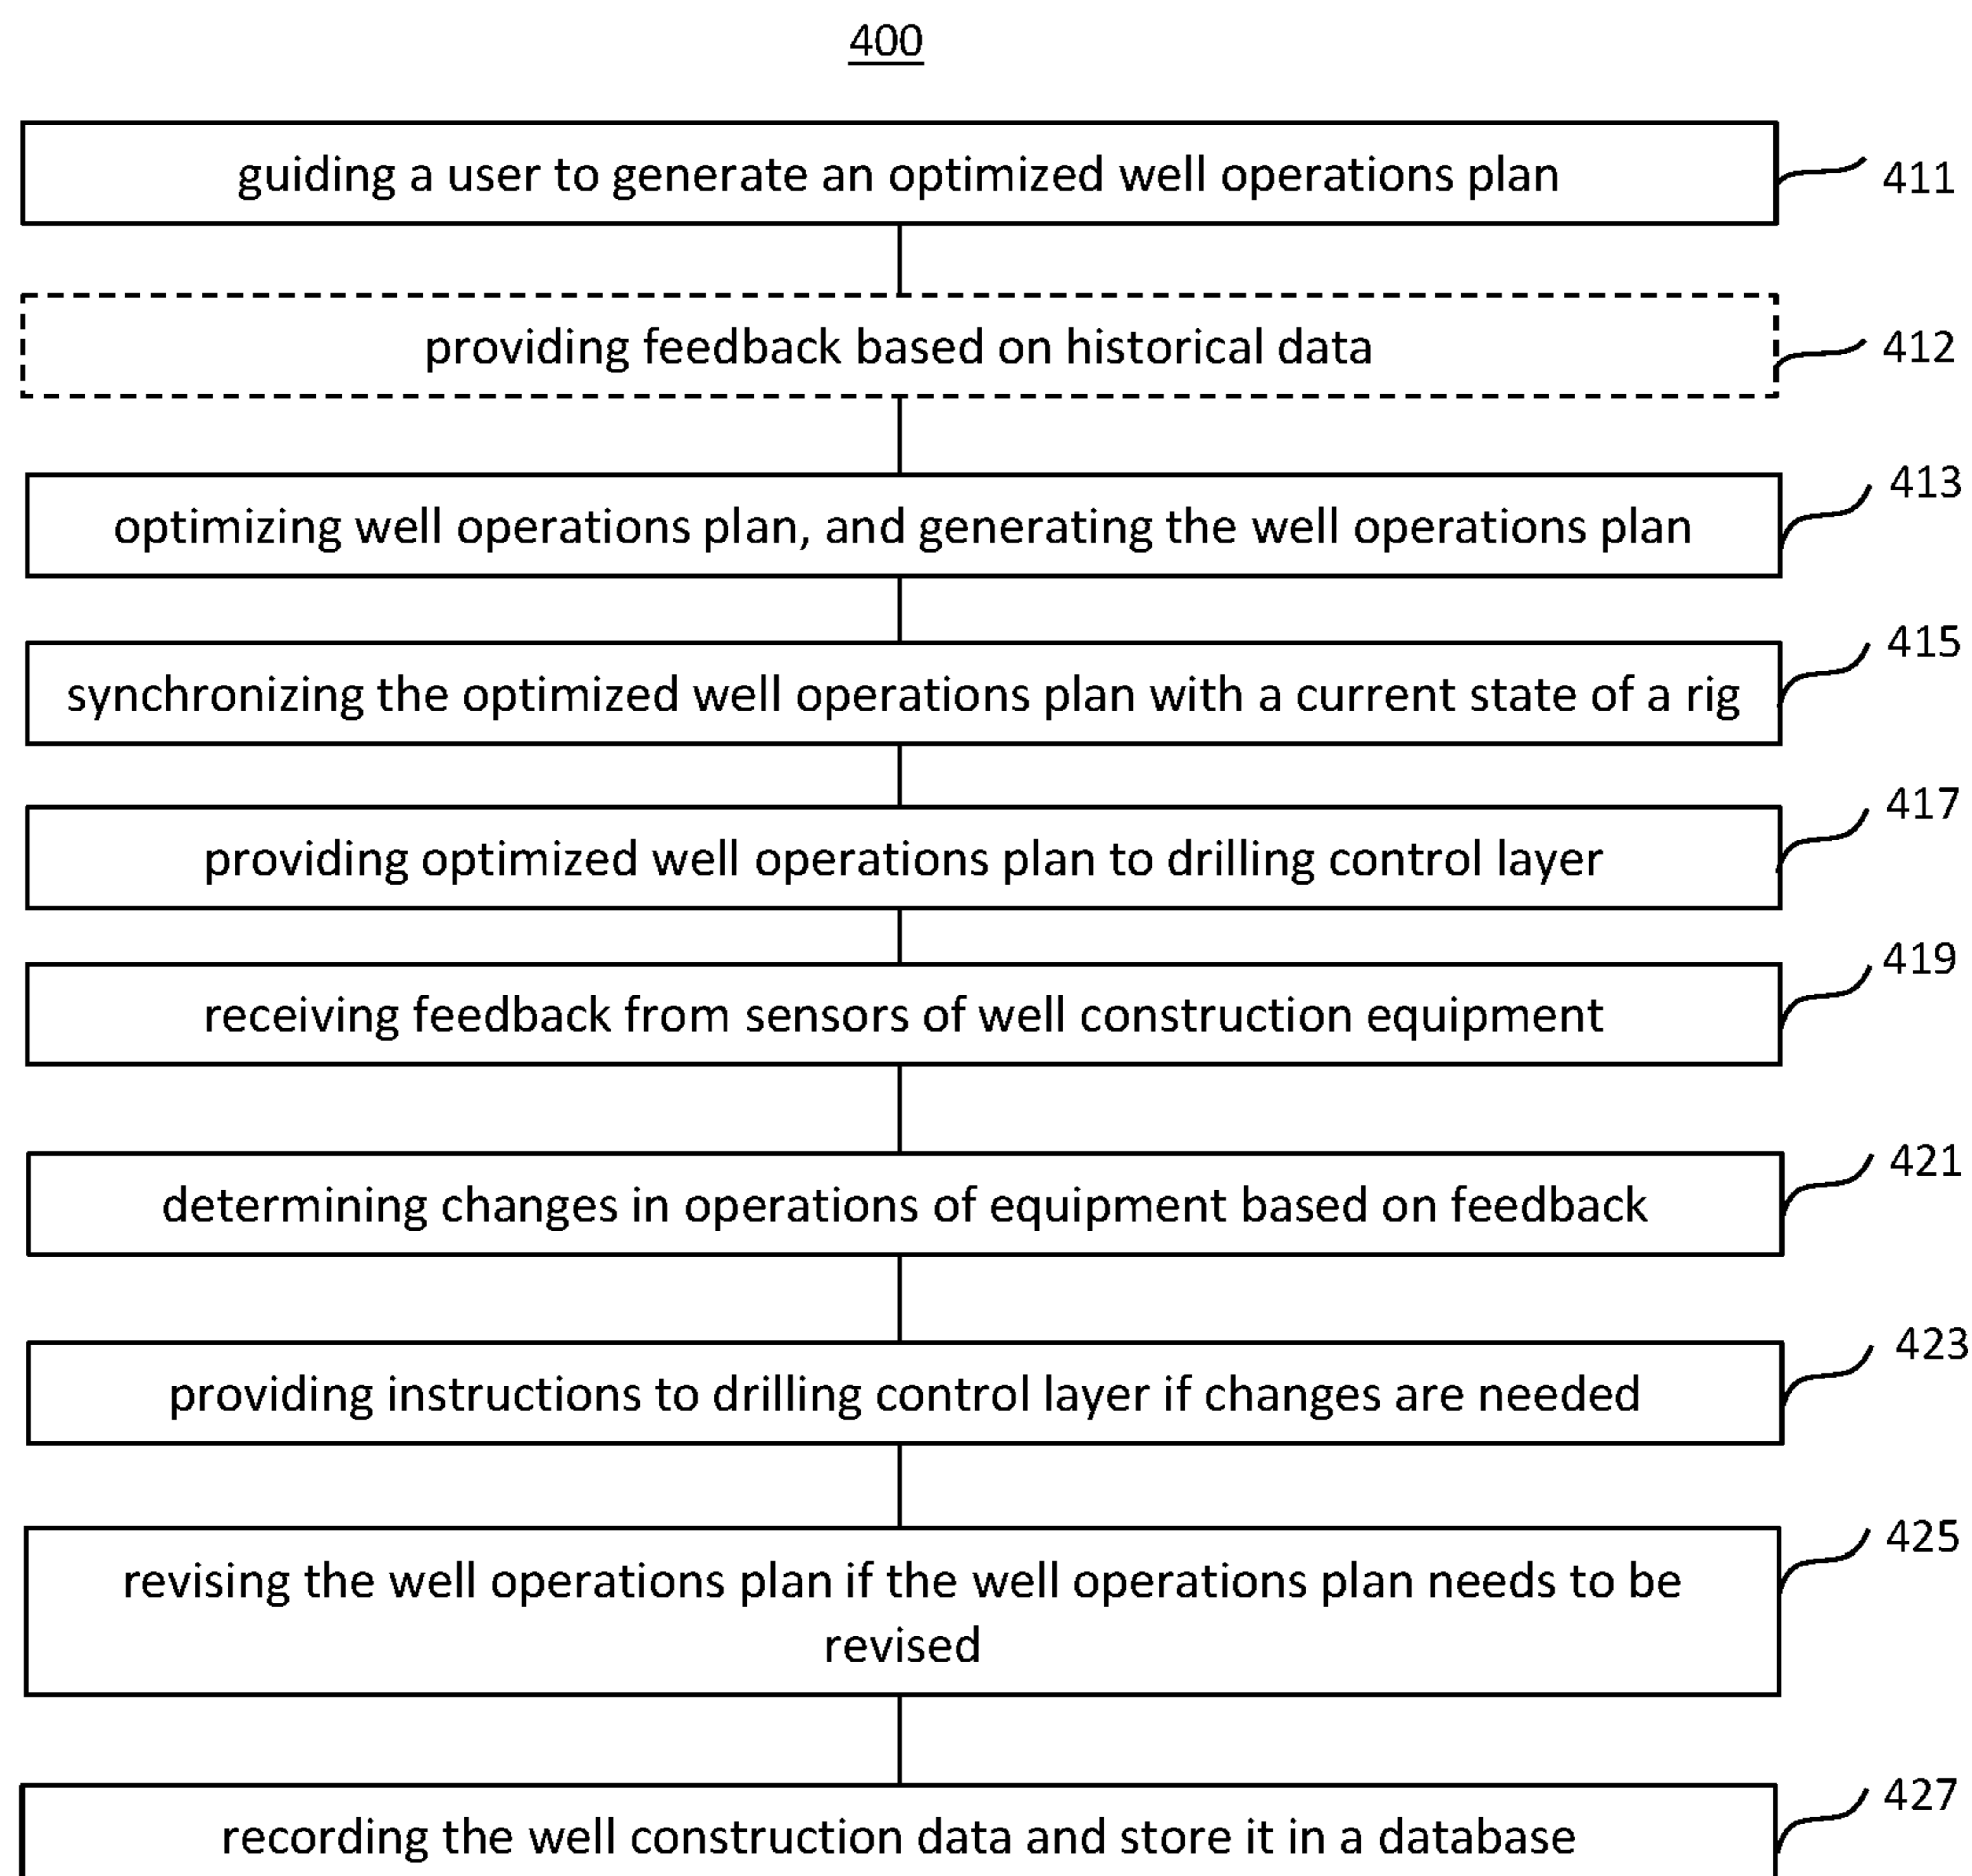 400
guiding a user to generate an optimized well operations plan
411
providing feedback based on historical data
412
413
optimizing well operations plan, and generating the well operations plan
415
synchronizing the optimized well operations plan with a current state of a rig
417
providing optimized well operations plan to drilling control layer
419
receiving feedback from sensors of well construction equipment
421
determining changes in operations of equipment based on feedback
423
providing instructions to drilling control layer if changes are needed
425
revising the well operations plan if the well operations plan needs to be
revised
427
recording the well construction data and store it in a database